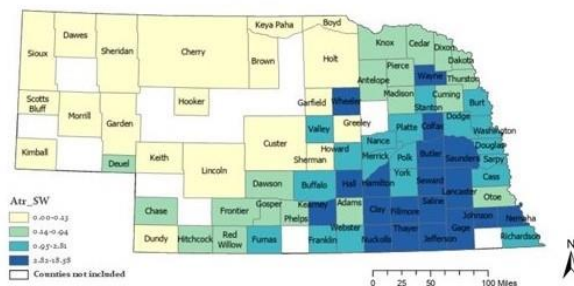 Boyd
Keya Paha
Dawes
Sioux
Sheridan
Cherry
Brown
Holt
Knox
Cedar
Dixon
Dakota
Pierce
Wayne
Thurston
Antelope
Madison
Cuming
Stanton
Burt
Scotts
Bluff
Morrill
Garden
Hooker
Garfield
Wheeler
Valley
Greeley
Nance
Platte
Colfax
Dodge
Washington
Douglas
Sarpy
Kimball
Deuel
Keith
Lincoln
Custer
Sherman
Howard
Merrick
Polk
Butler
Saunders
Cass
Dawson
Buffalo
Hall
Hamilton
York
Seward
Lancaster
Otoe
Chase
Frontier
Gosper
Phelps
Kearney
Adams
Clay
Fillmore
Saline
Johnson
Nemaha
Dundy
Hitchcock
Red
Willow
Furnas
Franklin
Webster
Nuckolls
Thayer
Jefferson
Gage
Richardson
Atr_SW
0.00-0.23
0.24-0.94
0.95-2.81
2.82-18.58
Counties not included
0 25 50 100 Miles
N